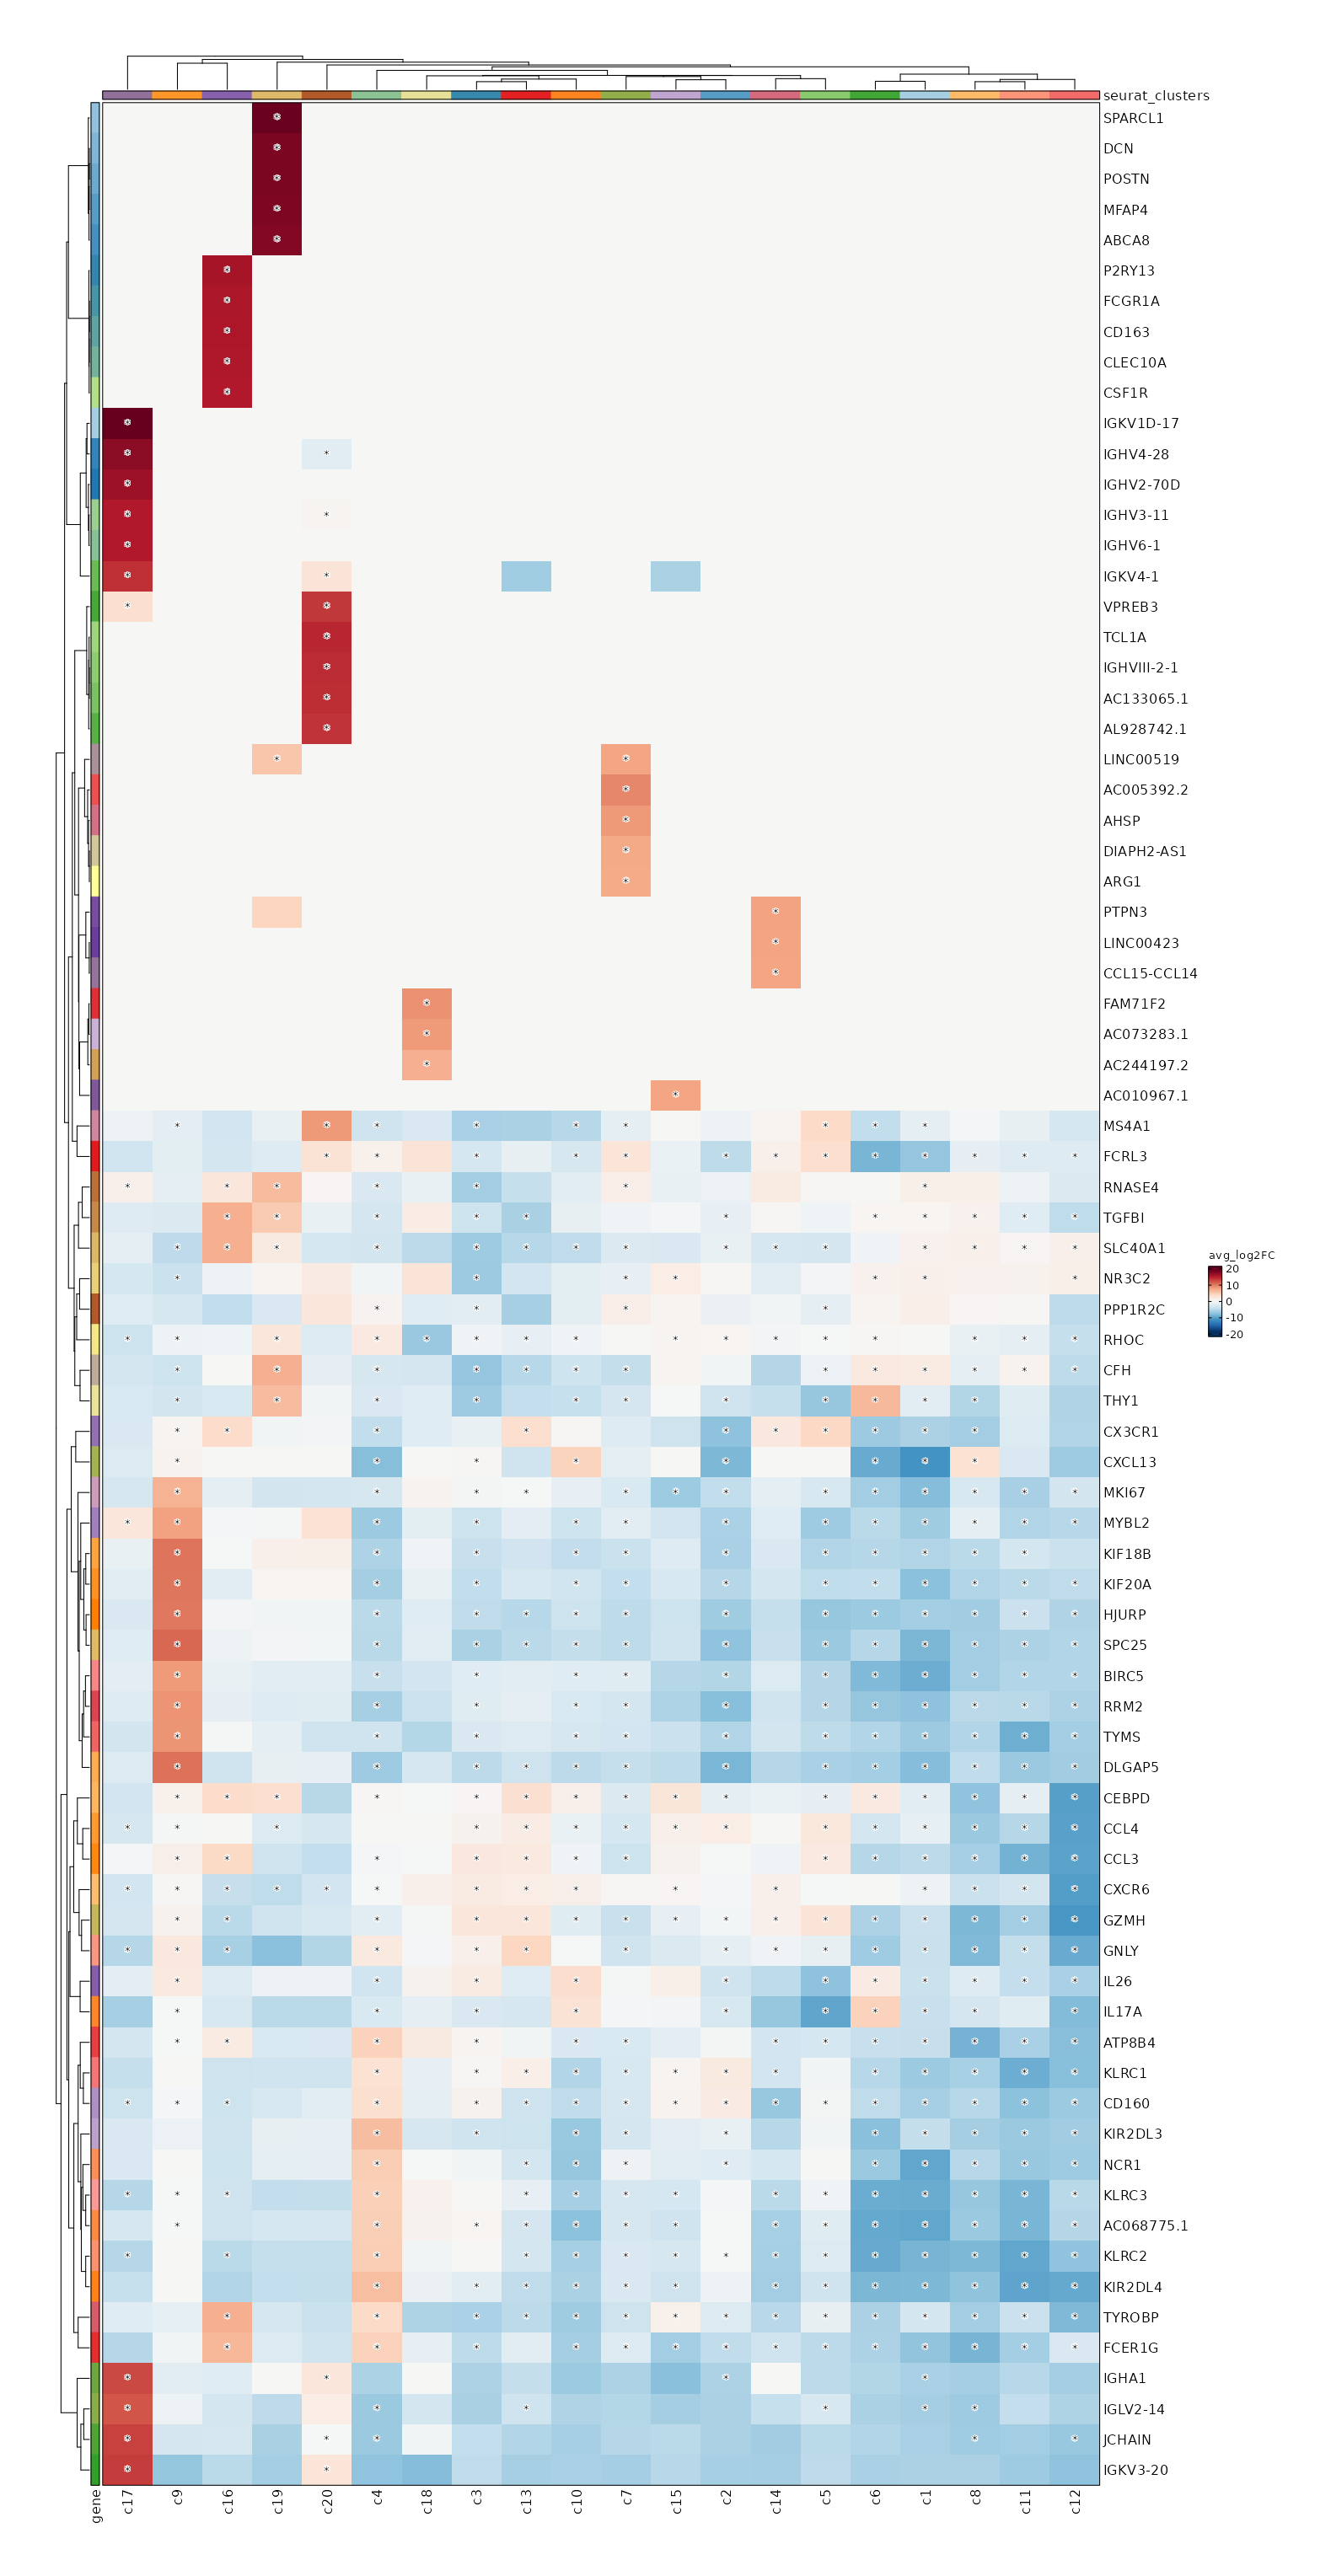 seurat_clusters
SPARCL1
DCN
POSTN
MFAP4
ABCA8
P2RY13
FCGR1A
CD163
CLEC10A
CSF1R
IGKV1D-17
IGHV4-28
IGHV2-70D
IGHV3-11
IGHV6-1
IGKV4-1
VPREB3
TCL1A
IGHVIII-2-1
AC133065.1
AL928742.1
LINC00519
AC005392.2
AHSP
DIAPH2-AS1
ARG1
PTPN3
LINC00423
CCL15-CCL14
FAM71F2
AC073283.1
AC244197.2
AC010967.1
MS4A1
FCRL3
RNASE4
TGFBI
SLC40A1
NR3C2
PPP1R2C
RHOC
CFH
THY1
CX3CR1
CXCL13
MKI67
MYBL2
KIF18B
KIF20A
HJURP
SPC25
BIRC5
RRM2
TYMS
DLGAP5
CEBPD
CCL4
CCL3
CXCR6
GZMH
GNLY
IL26
IL17A
ATP8B4
KLRC1
CD160
KIR2DL3
NCR1
KLRC3
AC068775.1
KLRC2
KIR2DL4
TYROBP
FCER1G
IGHA1
IGLV2-14
JCHAIN
IGKV3-20
avg_log2FC
20
10
0
-10
-20
gene
c17
c9
c16
c19
c20
c4
c18
c3
c13
c10
c7
c15
c2
c14
c5
c6
c1
c8
c11
c12